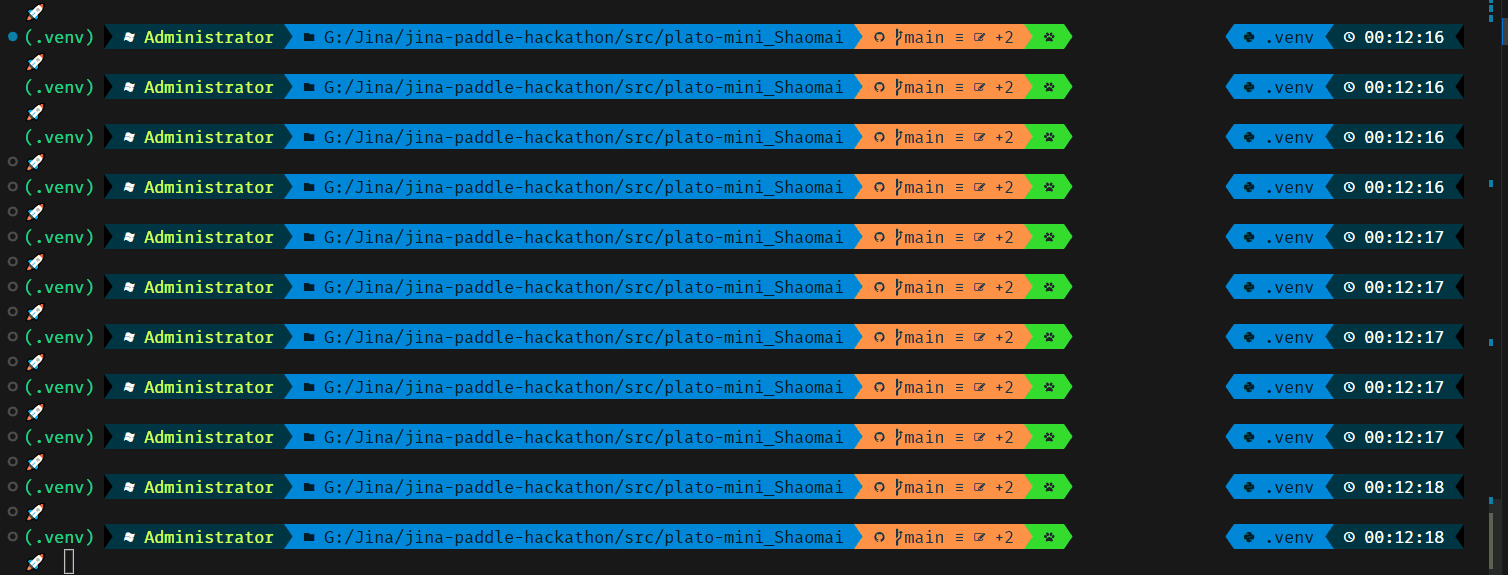 🚀
(.venv) Administrator G:/Jina/jina-paddle-hackathon/src/plato-mini_Shaomai main ≡ +2 .venv 00:12:16
🚀
(.venv) Administrator G:/Jina/jina-paddle-hackathon/src/plato-mini_Shaomai main ≡ +2 .venv 00:12:16
🚀
(.venv) Administrator G:/Jina/jina-paddle-hackathon/src/plato-mini_Shaomai main ≡ +2 .venv 00:12:16
🚀
(.venv) Administrator G:/Jina/jina-paddle-hackathon/src/plato-mini_Shaomai main ≡ +2 .venv 00:12:16
🚀
(.venv) Administrator G:/Jina/jina-paddle-hackathon/src/plato-mini_Shaomai main ≡ +2 .venv 00:12:17
🚀
(.venv) Administrator G:/Jina/jina-paddle-hackathon/src/plato-mini_Shaomai main ≡ +2 .venv 00:12:17
🚀
(.venv) Administrator G:/Jina/jina-paddle-hackathon/src/plato-mini_Shaomai main ≡ +2 .venv 00:12:17
🚀
(.venv) Administrator G:/Jina/jina-paddle-hackathon/src/plato-mini_Shaomai main ≡ +2 .venv 00:12:17
🚀
(.venv) Administrator G:/Jina/jina-paddle-hackathon/src/plato-mini_Shaomai main ≡ +2 .venv 00:12:17
🚀
(.venv) Administrator G:/Jina/jina-paddle-hackathon/src/plato-mini_Shaomai main ≡ +2 .venv 00:12:18
🚀
(.venv) Administrator G:/Jina/jina-paddle-hackathon/src/plato-mini_Shaomai main ≡ +2 .venv 00:12:18
🚀